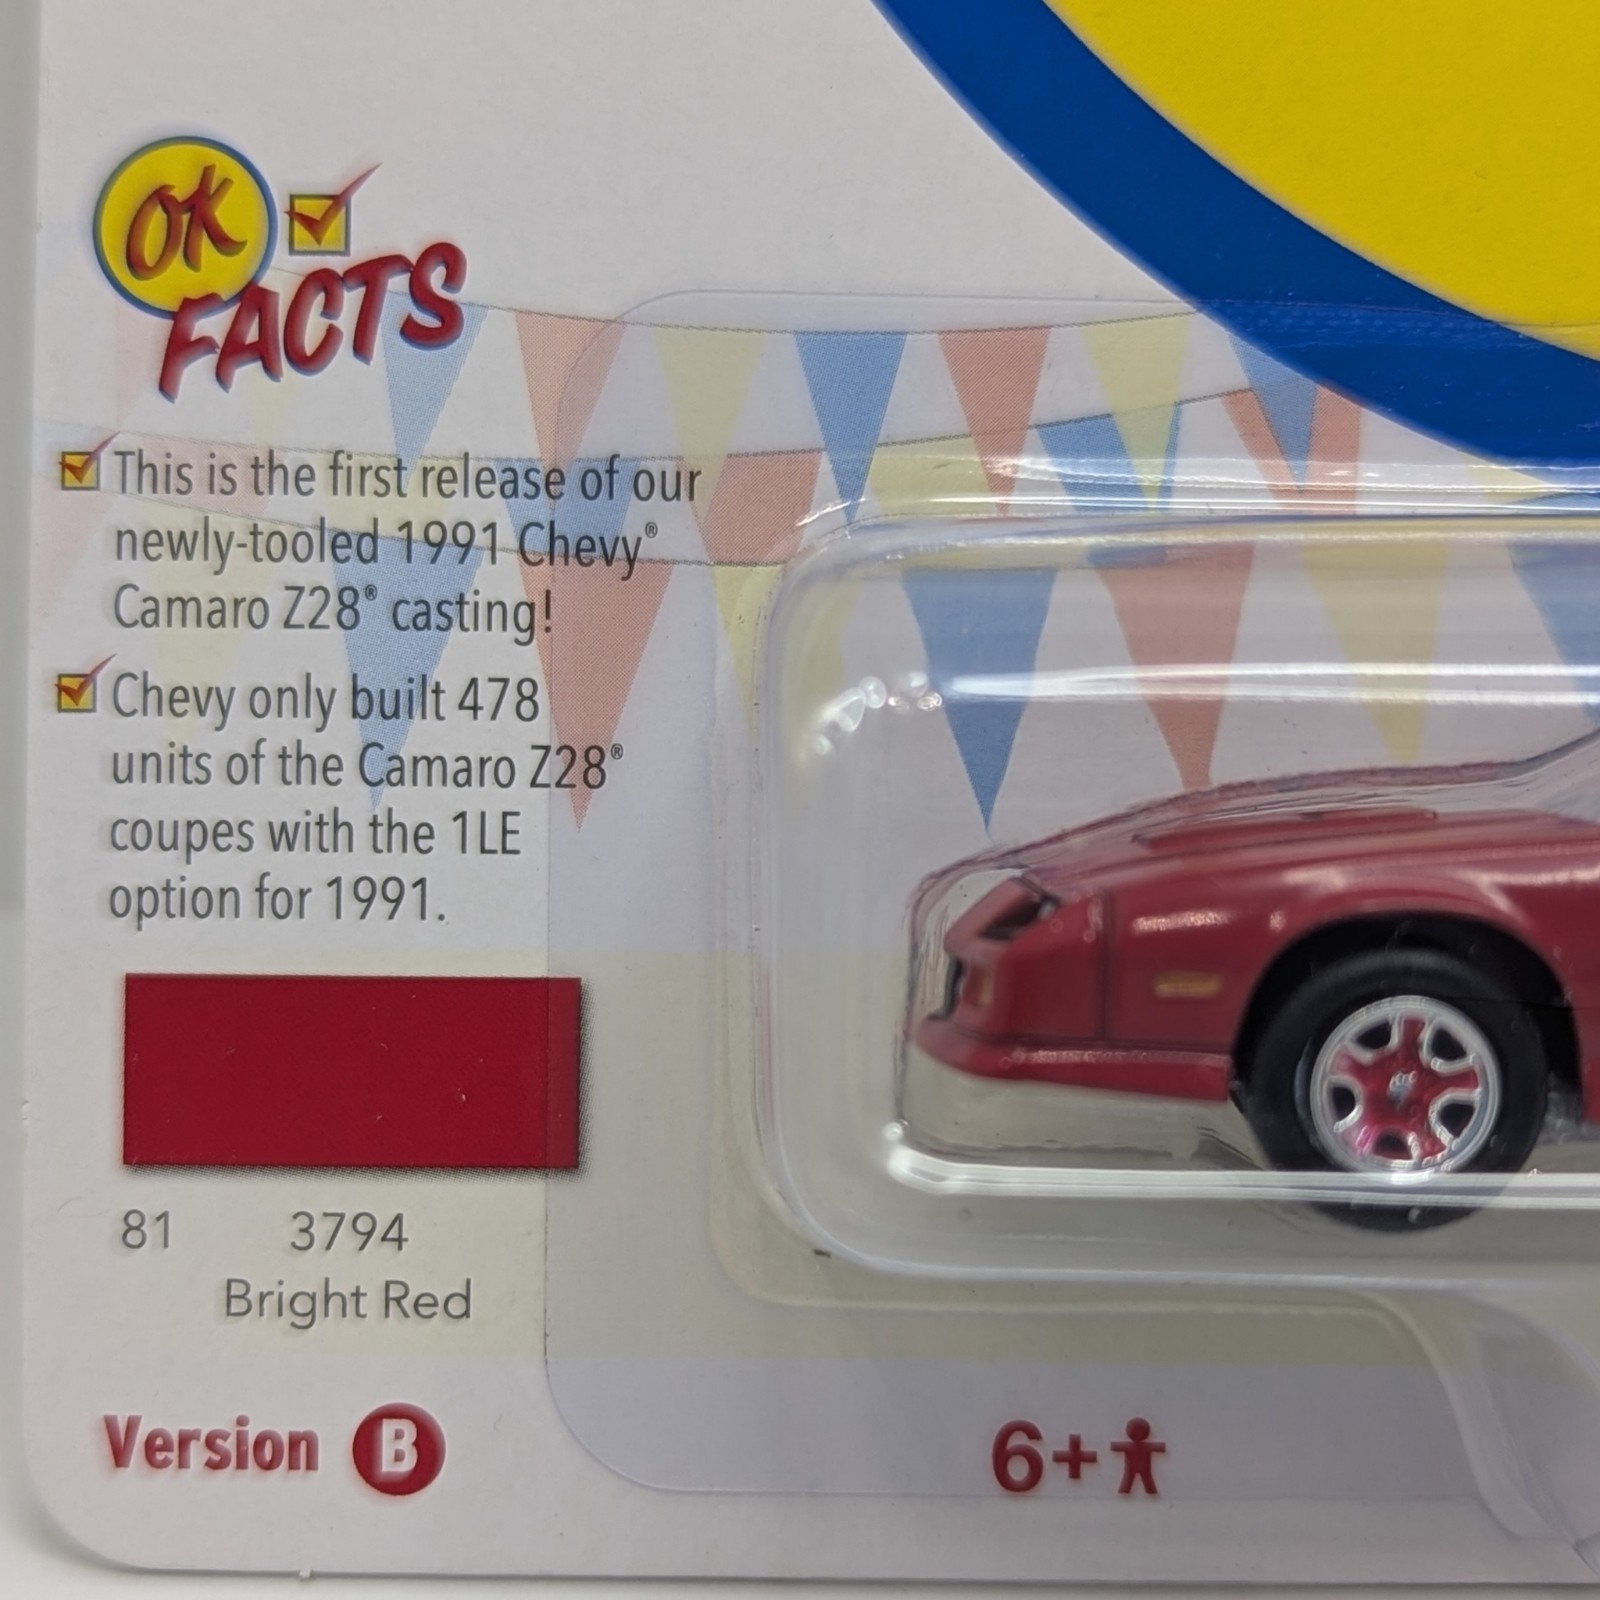 OK
FACTS
This is the first release of our
newly-tooled 1991 Chevy®
Camaro Z28® casting!
Chevy only built 478
units of the Camaro Z28®
coupes with the 1LE
option for 1991.
81 3794
Bright Red
Version B
6+